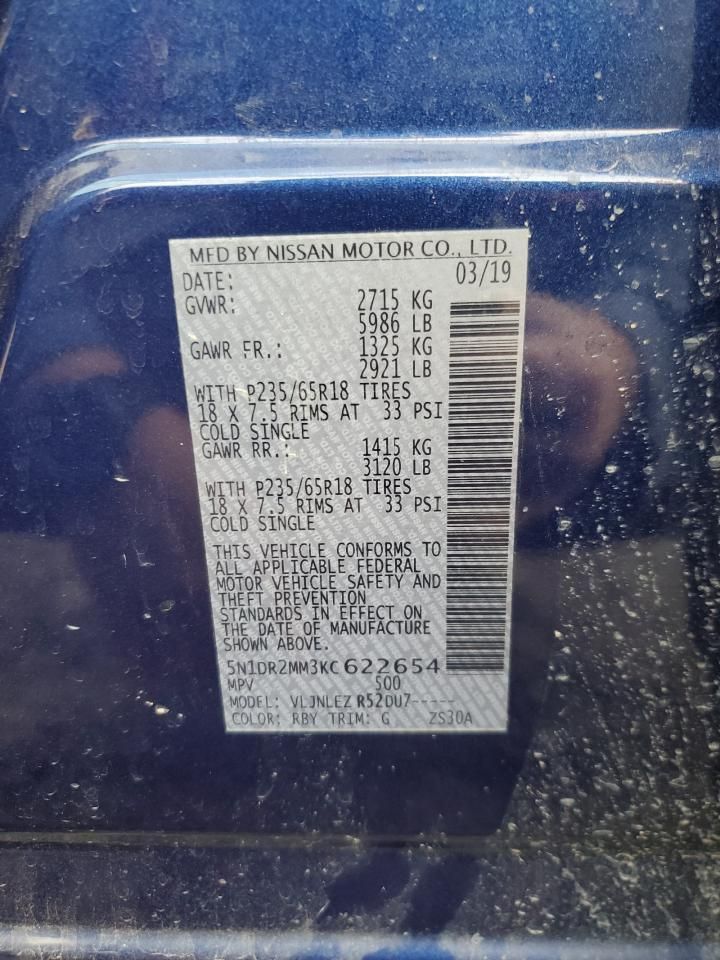 MFD BY NISSAN MOTOR CO., LTD.
DATE: 03/19
GVWR: 2715 KG
5986 LB
GAWR FR.: 1325 KG
2921 LB
WITH P235/65R18 TIRES
18 X 7.5 RIMS AT 33 PSI
COLD SINGLE
GAWR RR.: 1415 KG
3120 LB
WITH P235/65R18 TIRES
18 X 7.5 RIMS AT 33 PSI
COLD SINGLE
THIS VEHICLE CONFORMS TO
ALL APPLICABLE FEDERAL
MOTOR VEHICLE SAFETY AND
THEFT PREVENTION
STANDARDS IN EFFECT ON
THE DATE OF MANUFACTURE
SHOWN ABOVE.
5N1DR2MM3KC622654
MPV 500
MODEL: VLJNLEZ R52DU7-----
COLOR: RBY TRIM: G ZS30A